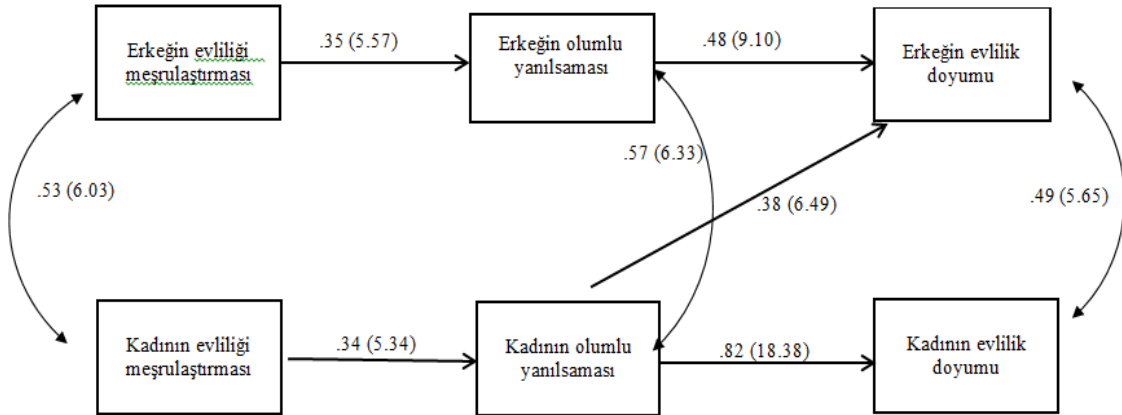 Erkeğin evliliği
meşrulaştırması
.35 (5.57)
Erkeğin olumlu
yanılsaması
.48 (9.10)
Erkeğin evlilik
doyumu
.53 (6.03)
.57 (6.33)
.38 (6.49)
.49 (5.65)
Kadının evliliği
meşrulaştırması
.34 (5.34)
Kadının olumlu
yanılsaması
.82 (18.38)
Kadının evlilik
doyumu